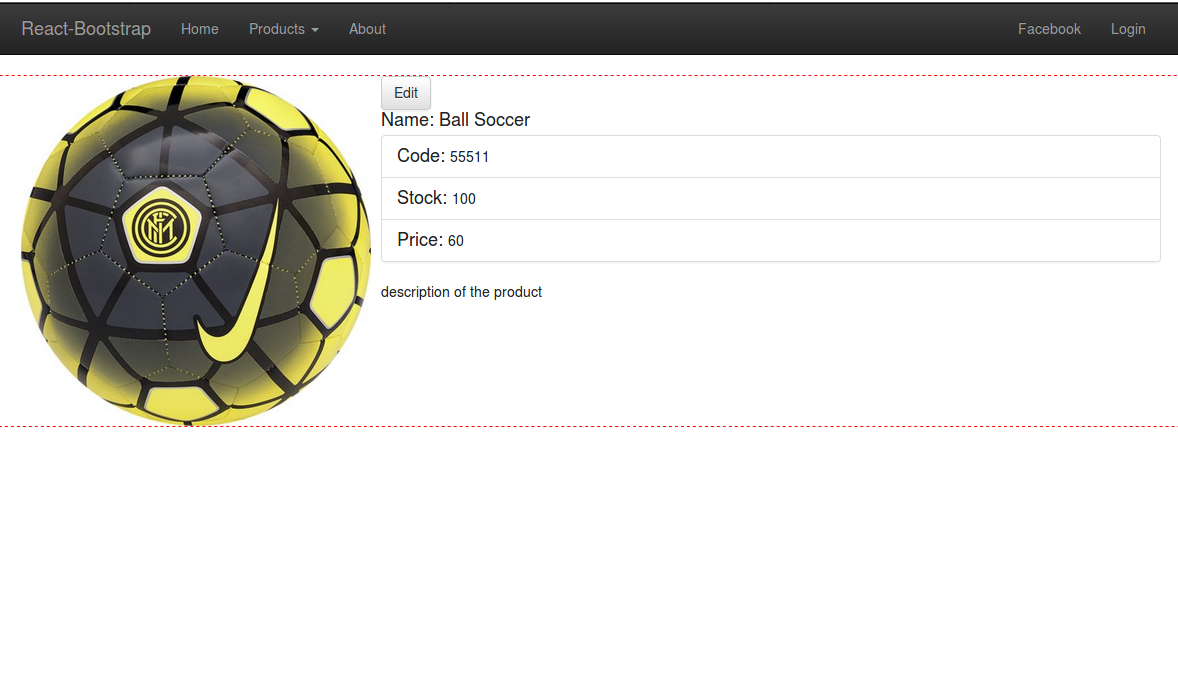 React-Bootstrap Home Products About Facebook Login
Edit
Name: Ball Soccer
Code: 55511
Stock: 100
Price: 60
description of the product